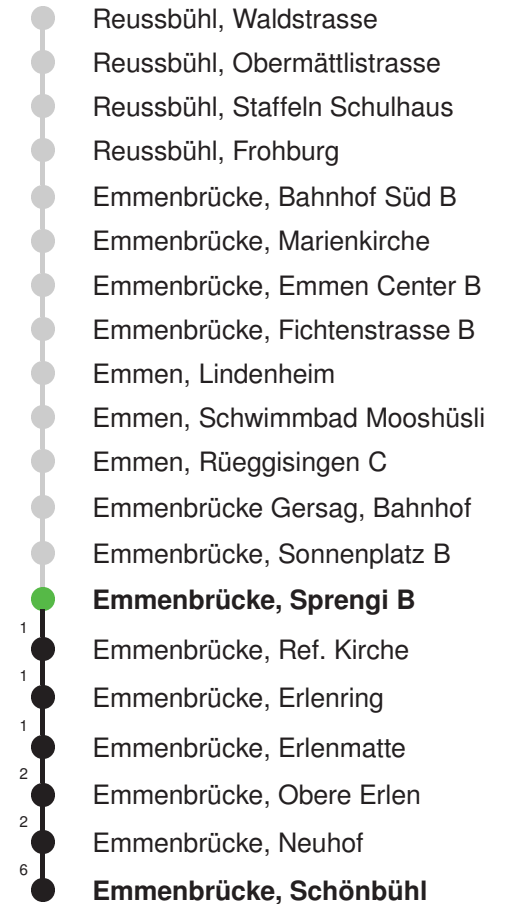 Reussbühl, Waldstrasse
Reussbühl, Obermättlistrasse
Reussbühl, Staffeln Schulhaus
Reussbühl, Frohburg
Emmenbrücke, Bahnhof Süd B
Emmenbrücke, Marienkirche
Emmenbrücke, Emmen Center B
Emmenbrücke, Fichtenstrasse B
Emmen, Lindenheim
Emmen, Schwimmbad Mooshüsli
Emmen, Rüeggisingen C
Emmenbrücke Gersag, Bahnhof
Emmenbrücke, Sonnenplatz B
Emmenbrücke, Sprengi B
1 Emmenbrücke, Ref. Kirche
1 Emmenbrücke, Erlenring
1 Emmenbrücke, Erlenmatte
2 Emmenbrücke, Obere Erlen
2 Emmenbrücke, Neuhof
6 Emmenbrücke, Schönbühl